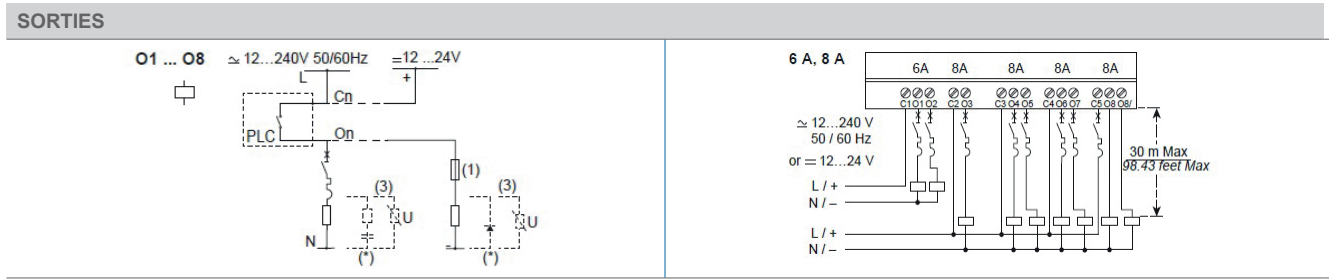 SORTIES
O1 ... O8
≃ 12...240V 50/60Hz
L
=12 ...24V
+
Cn
PLC
On
(1)
(3)
U
(3)
U
N
(*)
-
(*)
6 A, 8 A
6A 8A 8A 8A 8A
C1 O1 O2 C2 O3 C3 O4 O5 C4 O6 O7 C5 O8 O8/
≃ 12...240 V
50 / 60 Hz
or = 12...24 V
30 m Max
98.43 feet Max
L / +
N / –
L / +
N / –